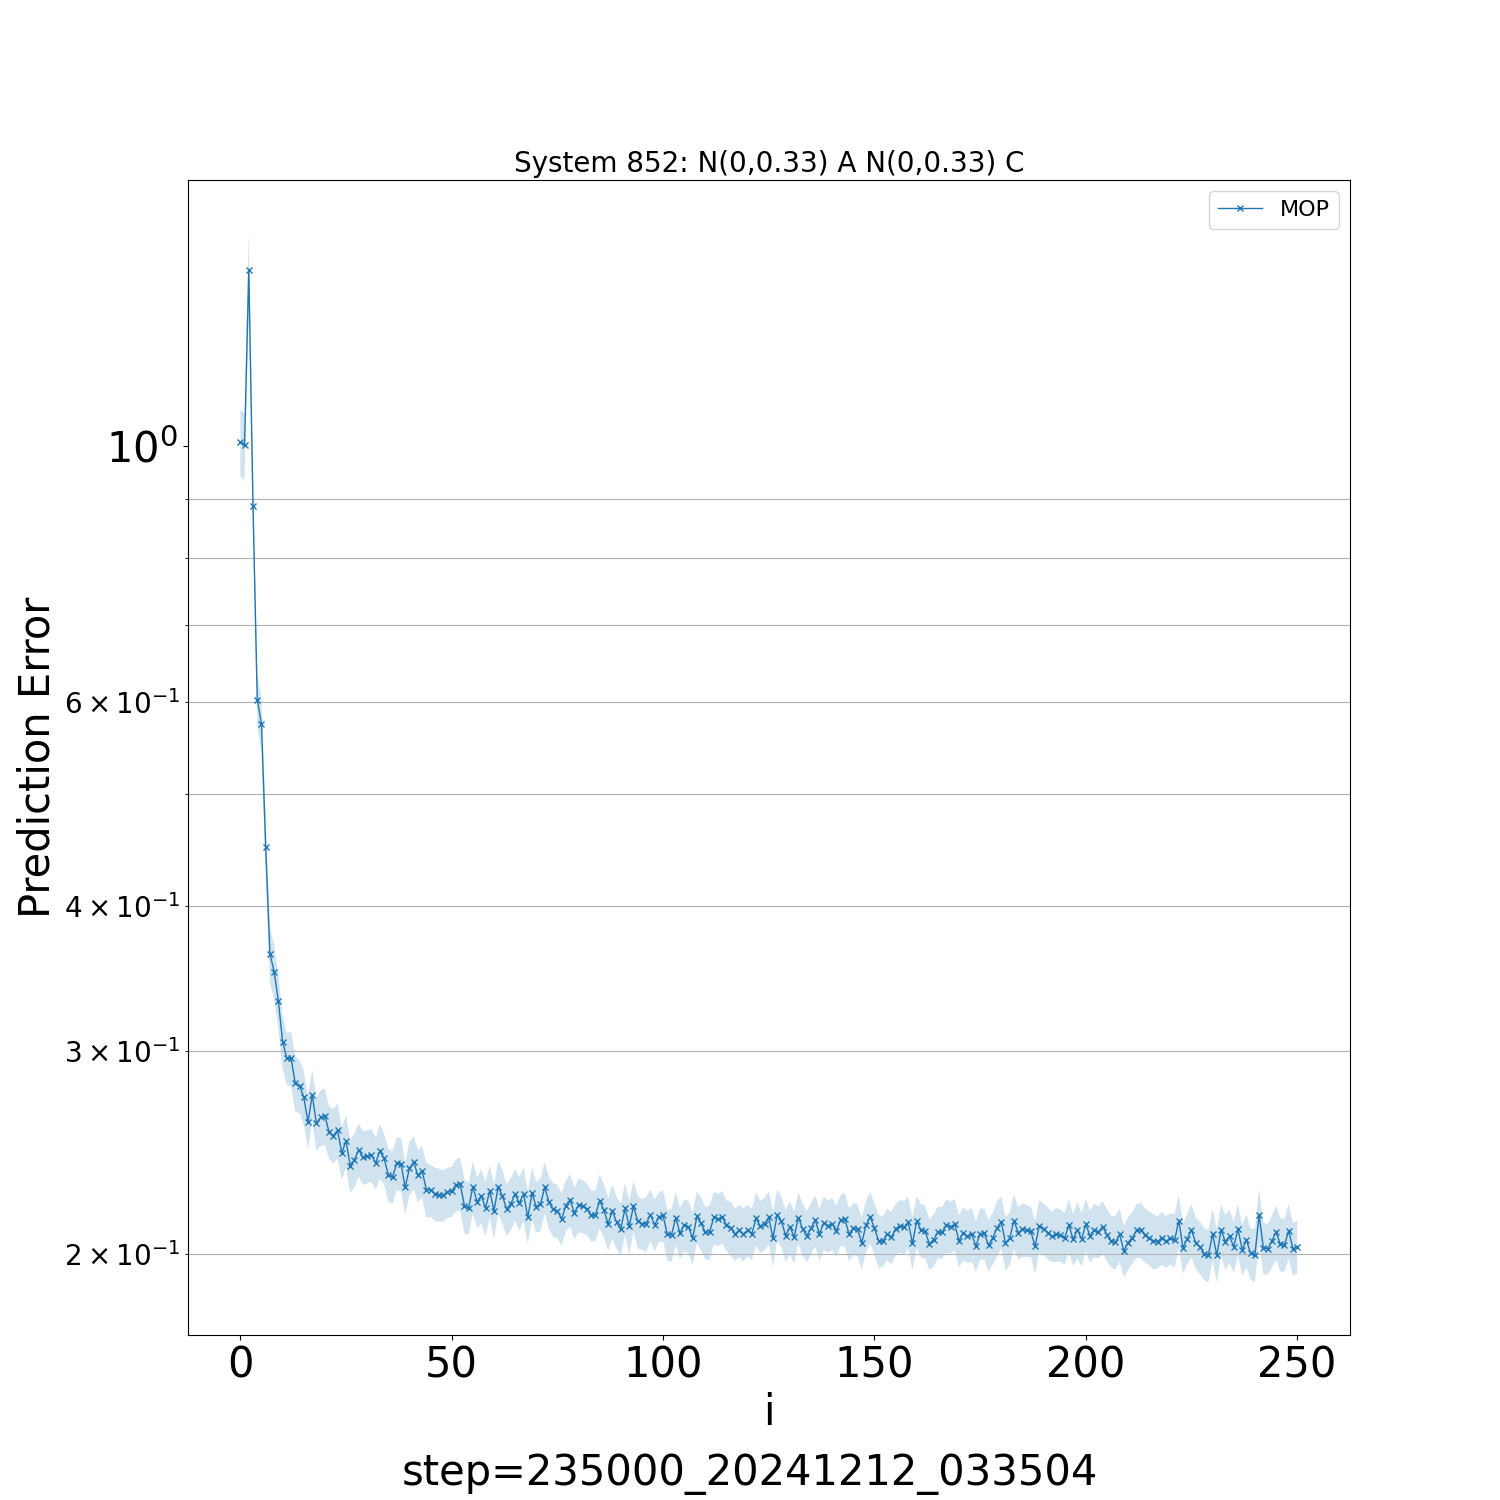 System 852: N(0,0.33) A N(0,0.33) C
MOP
10⁰
6 × 10⁻¹
4 × 10⁻¹
3 × 10⁻¹
2 × 10⁻¹
Prediction Error
0 50 100 150 200 250
i
step=235000_20241212_033504